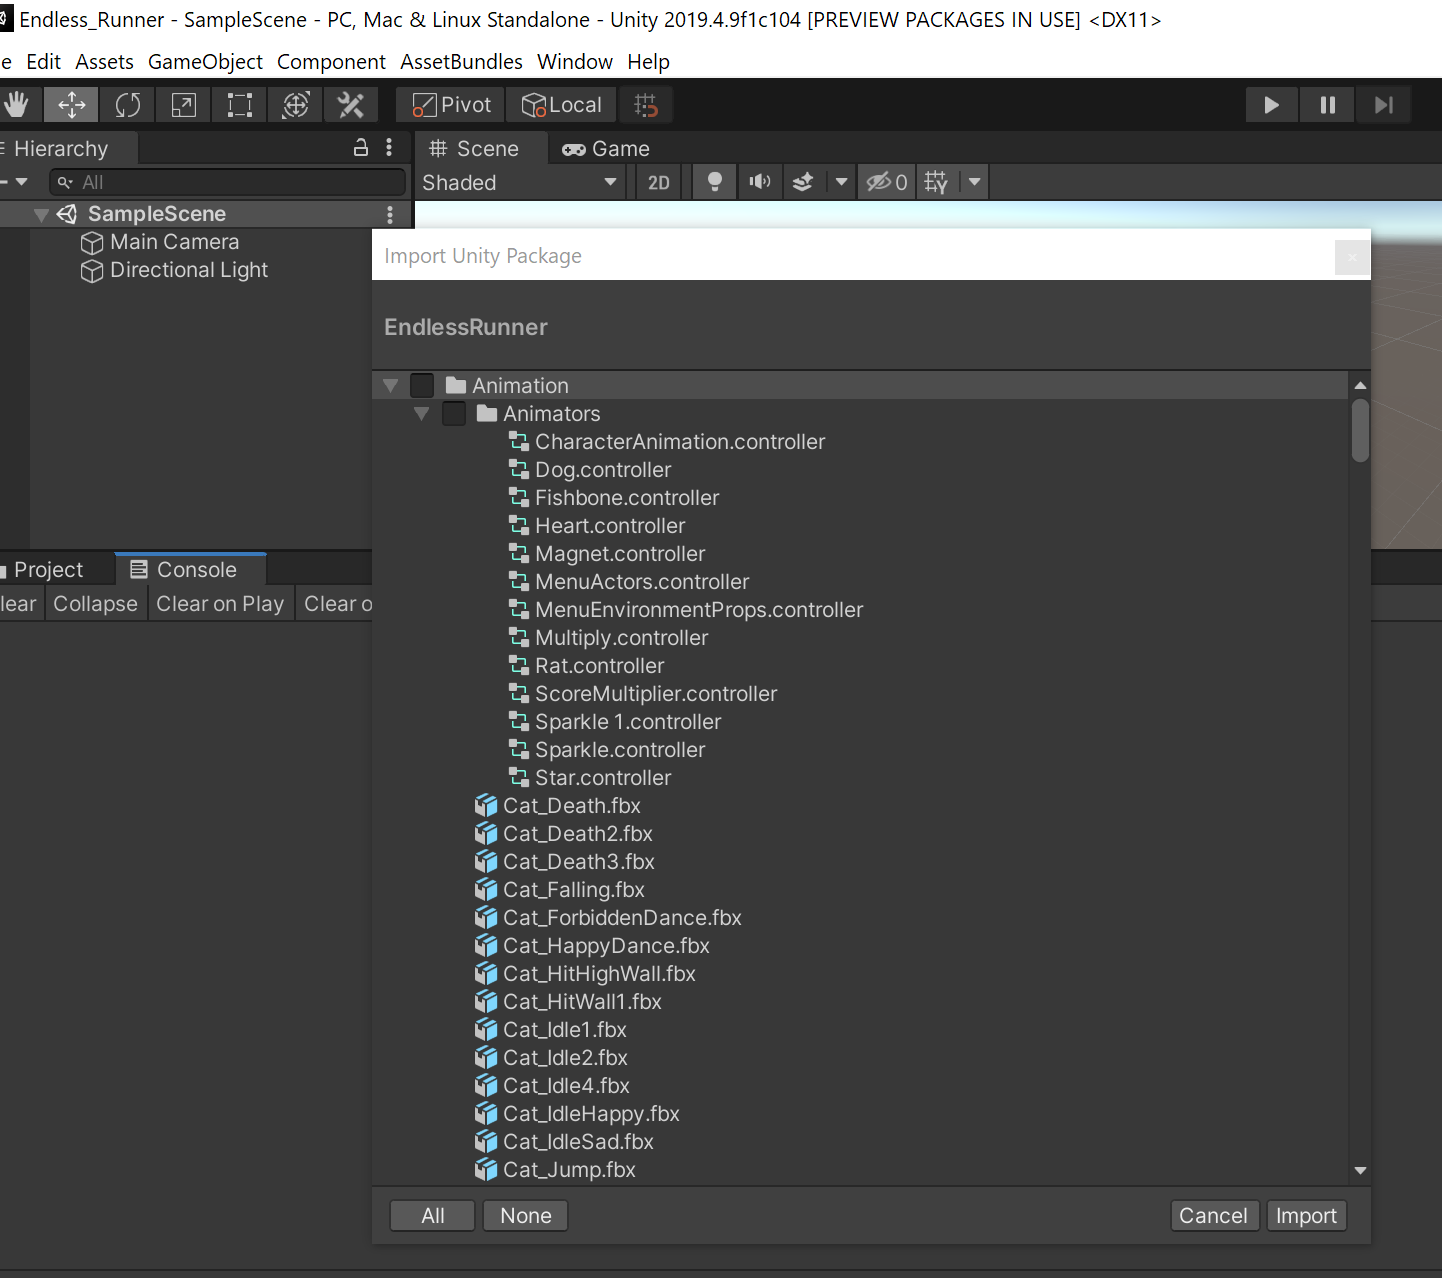 Endless_Runner - SampleScene - PC, Mac & Linux Standalone - Unity 2019.4.9f1c104 [PREVIEW PACKAGES IN USE] <DX11>
e Edit Assets GameObject Component AssetBundles Window Help
Pivot Local
Hierarchy
Scene Game
All
Shaded 2D 0
SampleScene
Main Camera
Directional Light
Import Unity Package
EndlessRunner
Animation
Animators
CharacterAnimation.controller
Dog.controller
Fishbone.controller
Heart.controller
Magnet.controller
MenuActors.controller
MenuEnvironmentProps.controller
Multiply.controller
Rat.controller
ScoreMultiplier.controller
Sparkle 1.controller
Sparkle.controller
Star.controller
Cat_Death.fbx
Cat_Death2.fbx
Cat_Death3.fbx
Cat_Falling.fbx
Cat_ForbiddenDance.fbx
Cat_HappyDance.fbx
Cat_HitHighWall.fbx
Cat_HitWall1.fbx
Cat_Idle1.fbx
Cat_Idle2.fbx
Cat_Idle4.fbx
Cat_IdleHappy.fbx
Cat_IdleSad.fbx
Cat_Jump.fbx
All None Cancel Import
Project Console
lear Collapse Clear on Play Clear o